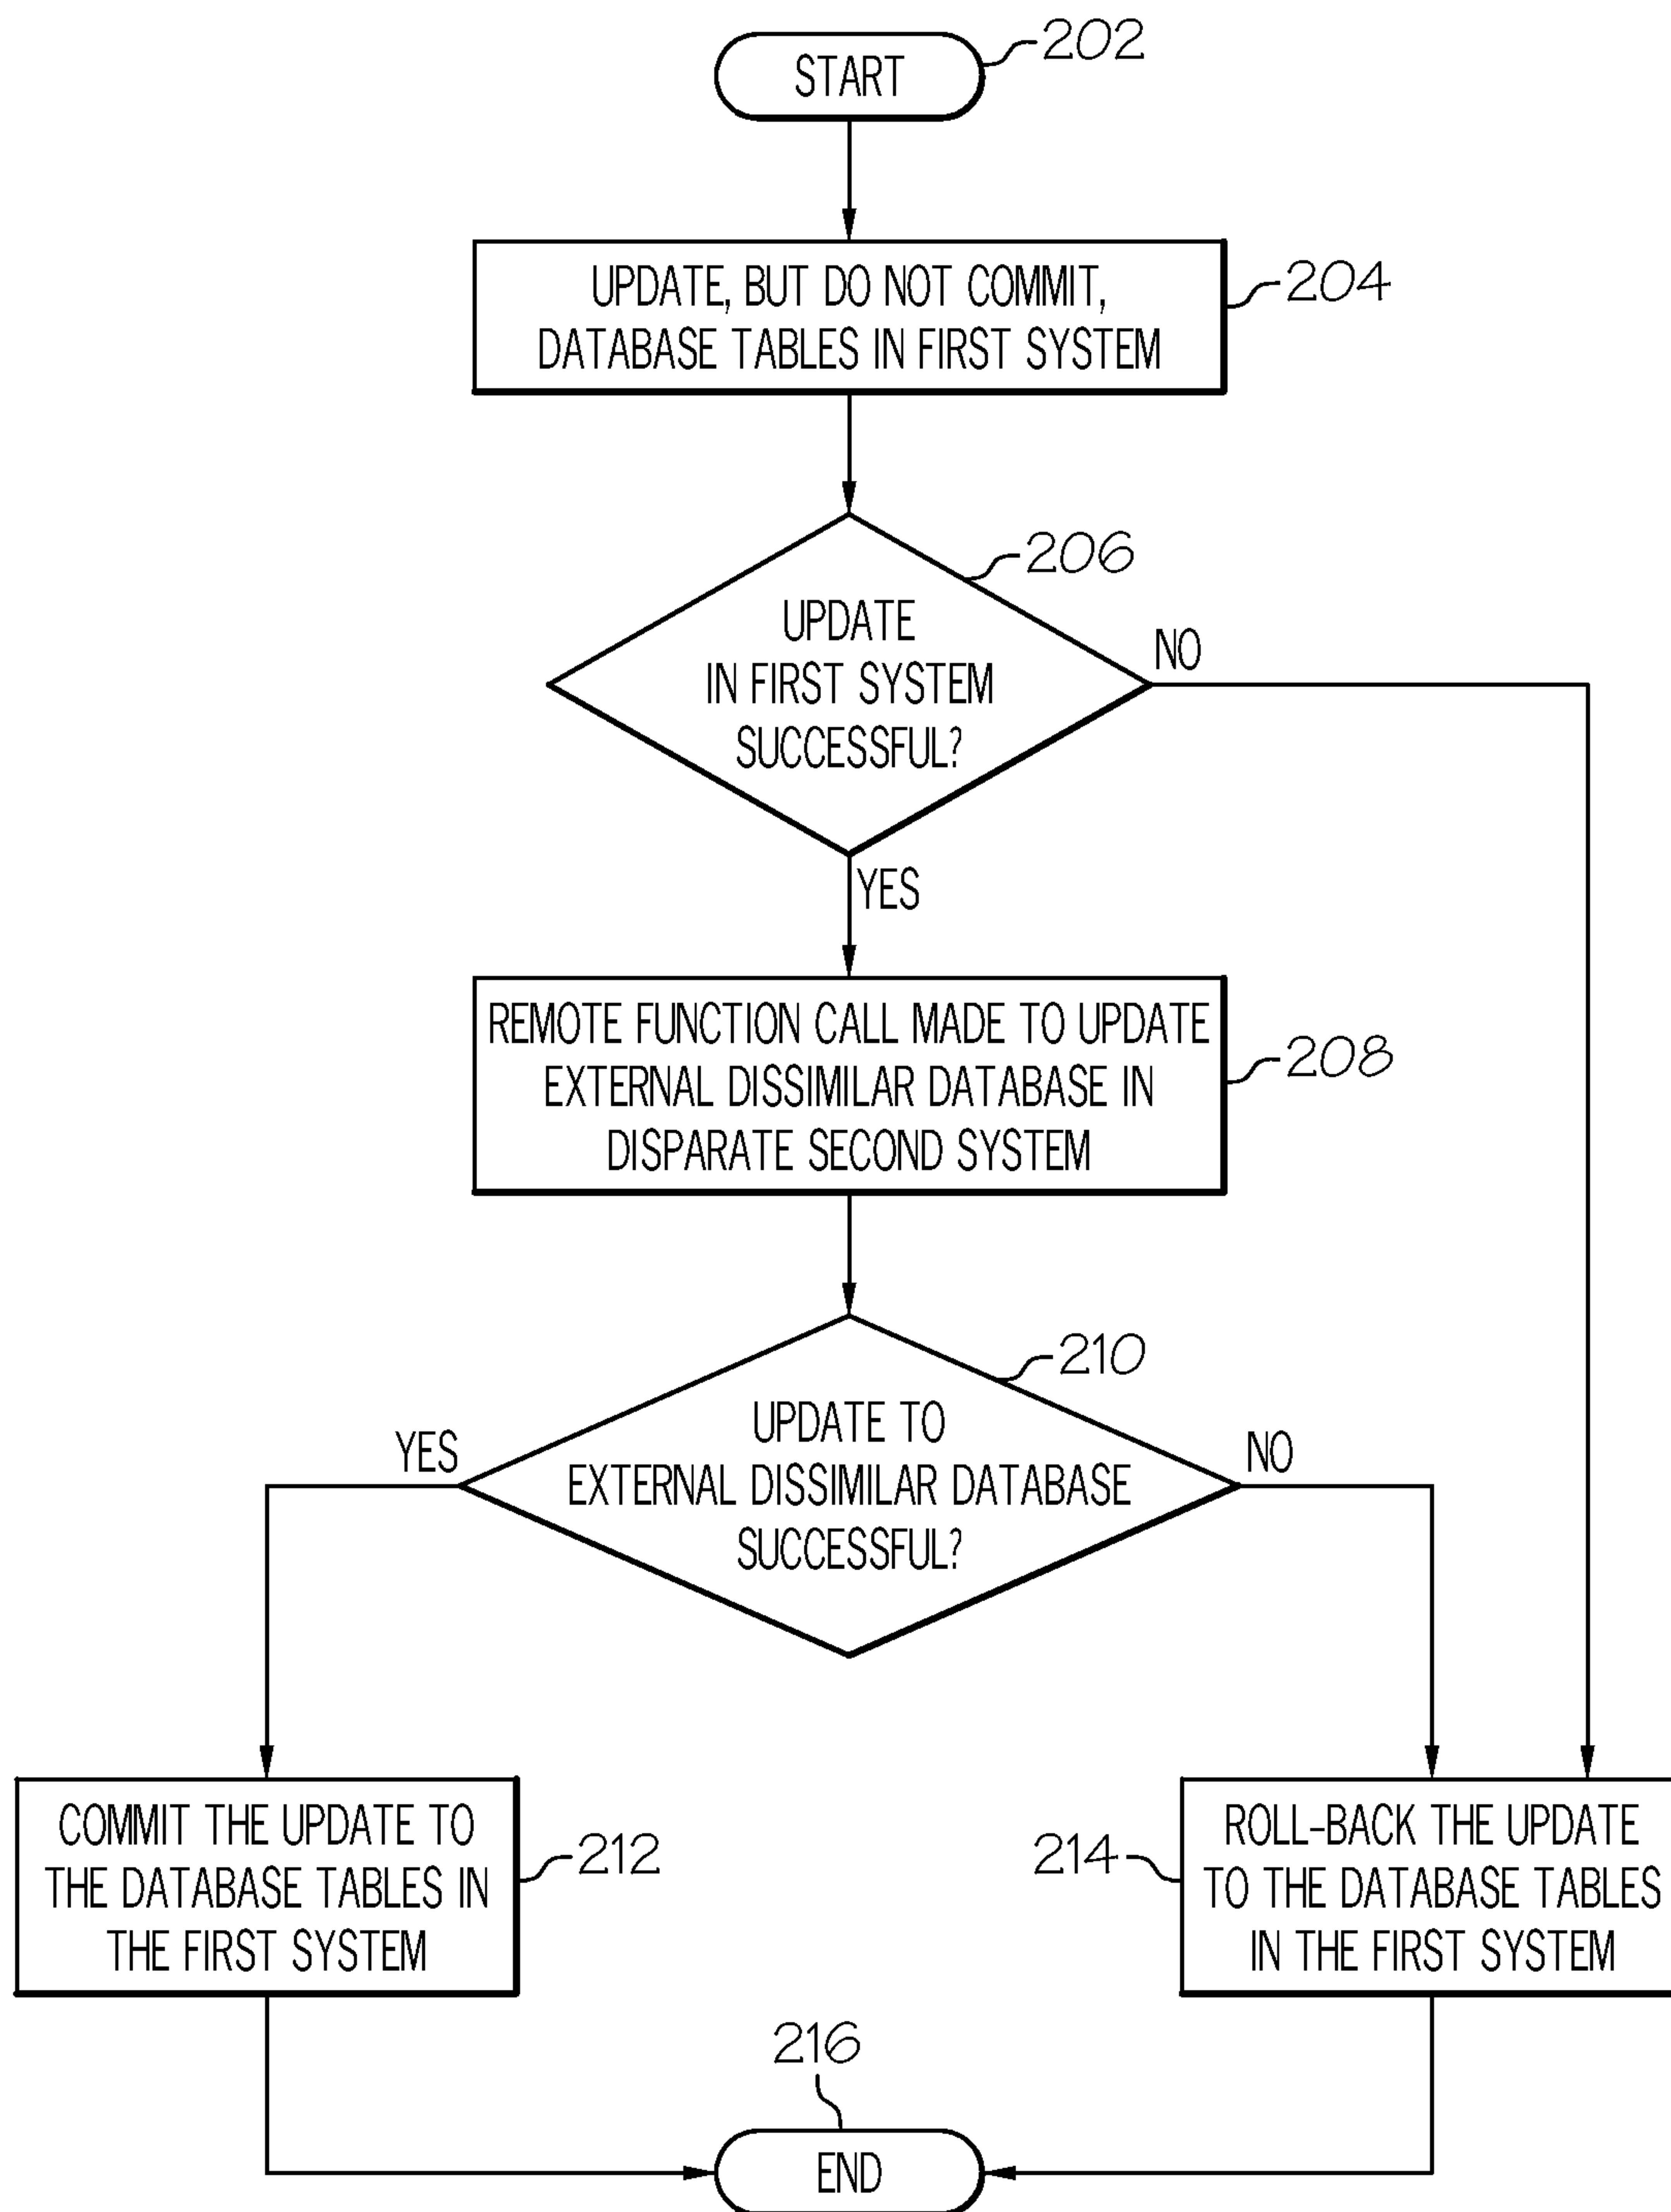 START
202
UPDATE, BUT DO NOT COMMIT,
DATABASE TABLES IN FIRST SYSTEM
204
206
UPDATE
IN FIRST SYSTEM
SUCCESSFUL?
NO
YES
REMOTE FUNCTION CALL MADE TO UPDATE
EXTERNAL DISSIMILAR DATABASE IN
DISPARATE SECOND SYSTEM
208
210
UPDATE TO
EXTERNAL DISSIMILAR DATABASE
SUCCESSFUL?
YES
NO
COMMIT THE UPDATE TO
THE DATABASE TABLES IN
THE FIRST SYSTEM
212
214
ROLL-BACK THE UPDATE
TO THE DATABASE TABLES
IN THE FIRST SYSTEM
216
END